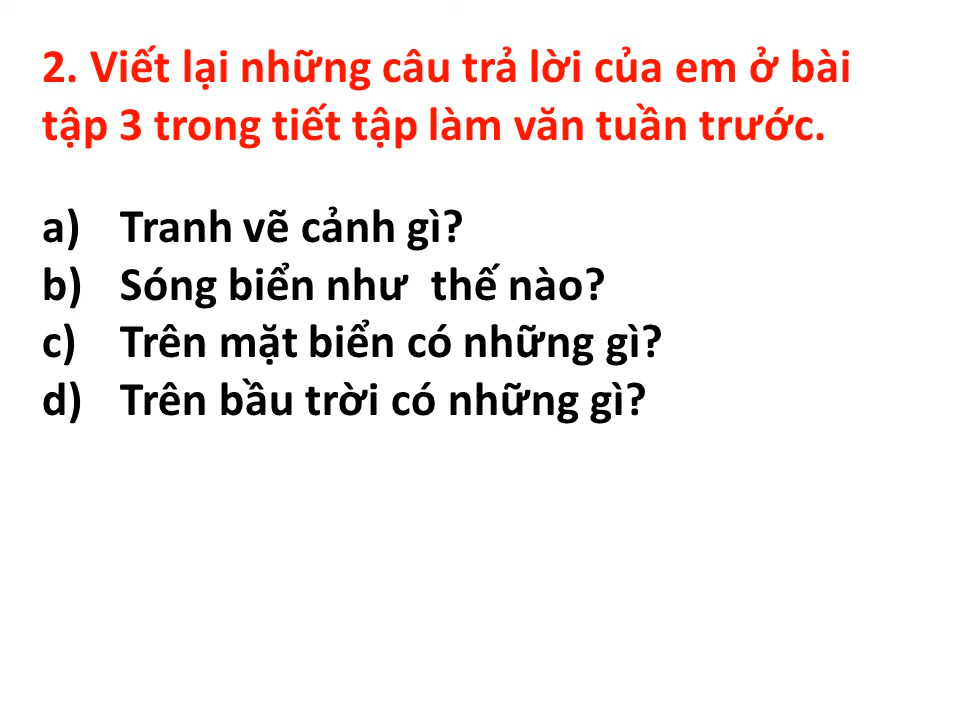 2. Viết lại những câu trả lời của em ở bài
tập 3 trong tiết tập làm văn tuần trước.
a) Tranh vẽ cảnh gì?
b) Sóng biển như thế nào?
c) Trên mặt biển có những gì?
d) Trên bầu trời có những gì?